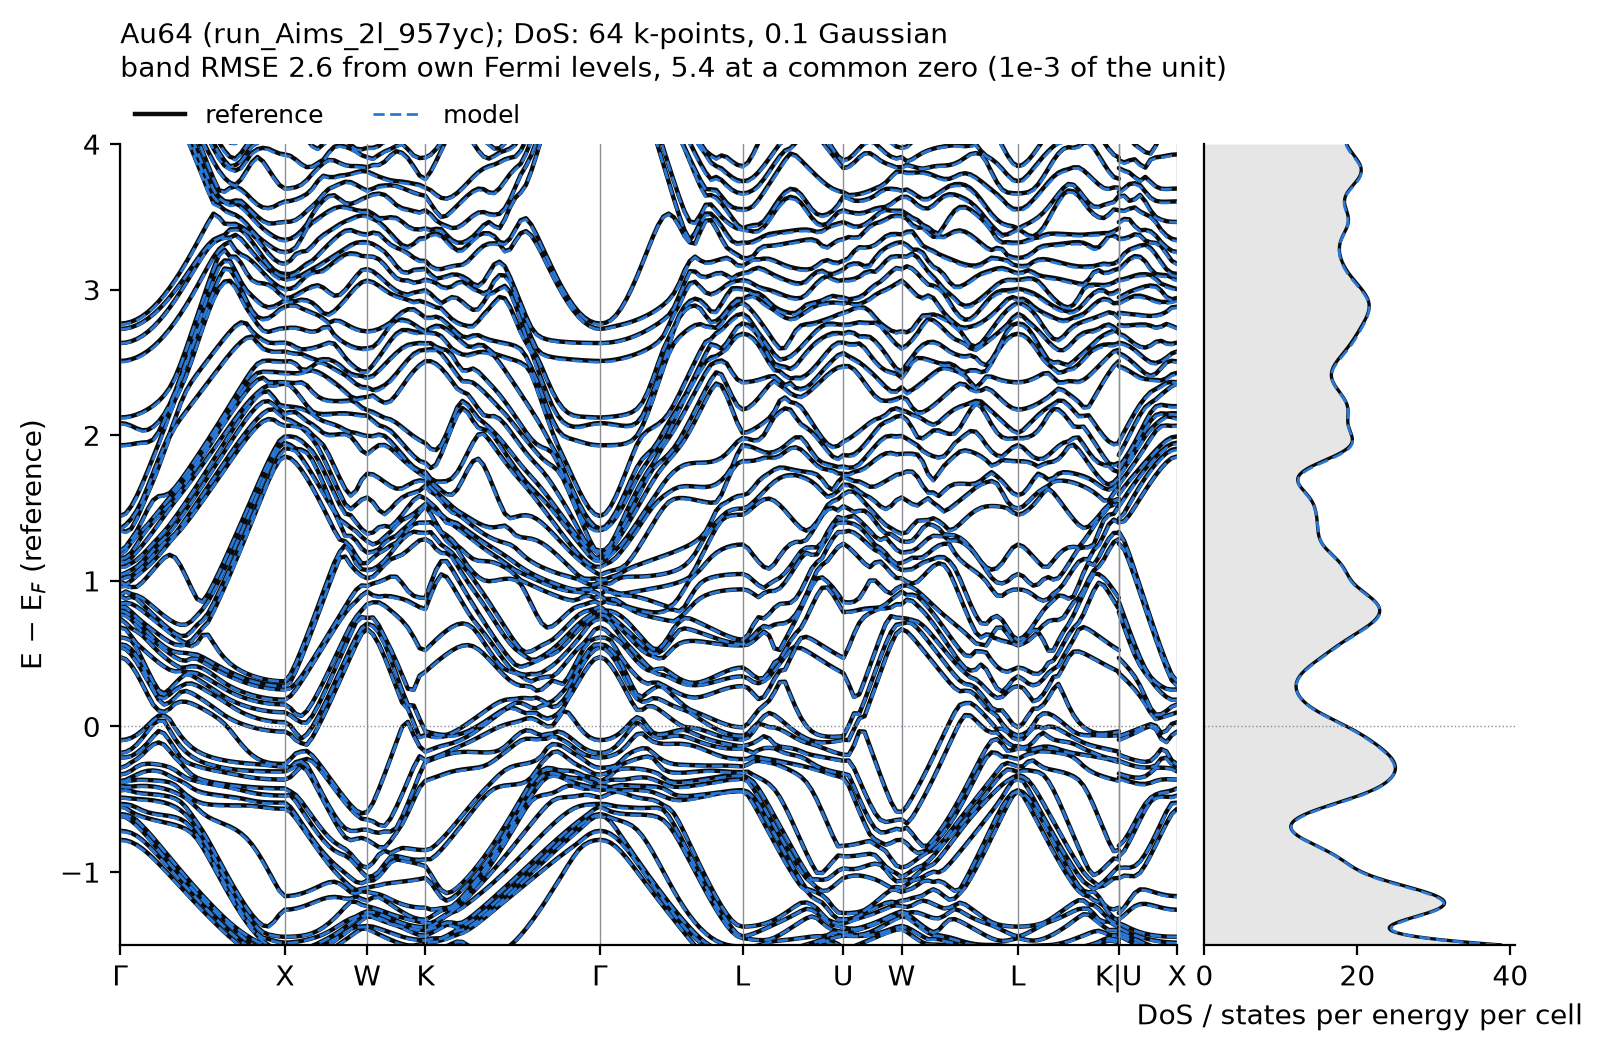 Au64 (run_Aims_2l_957yc); DoS: 64 k-points, 0.1 Gaussian
band RMSE 2.6 from own Fermi levels, 5.4 at a common zero (1e-3 of the unit)
reference model
4
3
2
1
0
−1
E − E_F (reference)
Γ X W K Γ L U W L K|U X
0 20 40
DoS / states per energy per cell